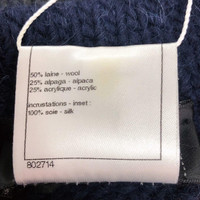 50% laine - wool
25% alpaga - alpaca
25% acrylique - acrylic
incrustations - inset :
100% soie - silk
802714